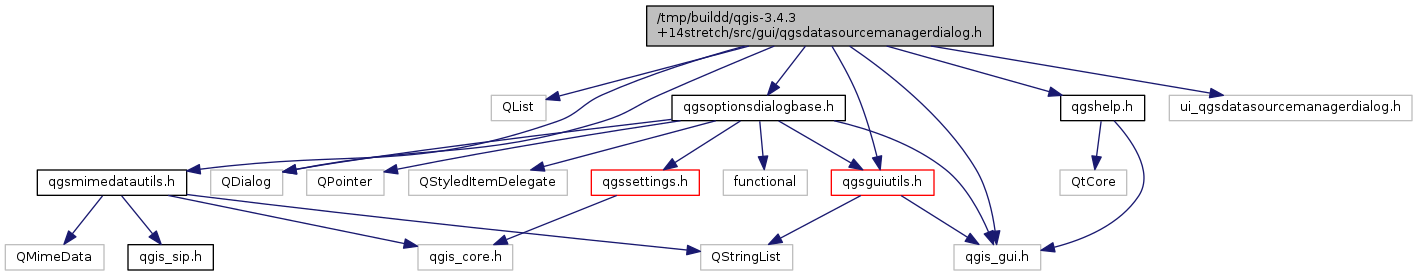 /tmp/buildd/qgis-3.4.3
+14stretch/src/gui/qgsdatasourcemanagerdialog.h
QList
qgsoptionsdialogbase.h
qgshelp.h
ui_qgsdatasourcemanagerdialog.h
qgsmimedatautils.h
QDialog
QPointer
QStyledItemDelegate
qgssettings.h
functional
qgsguiutils.h
QtCore
QMimeData
qgis_sip.h
qgis_core.h
QStringList
qgis_gui.h